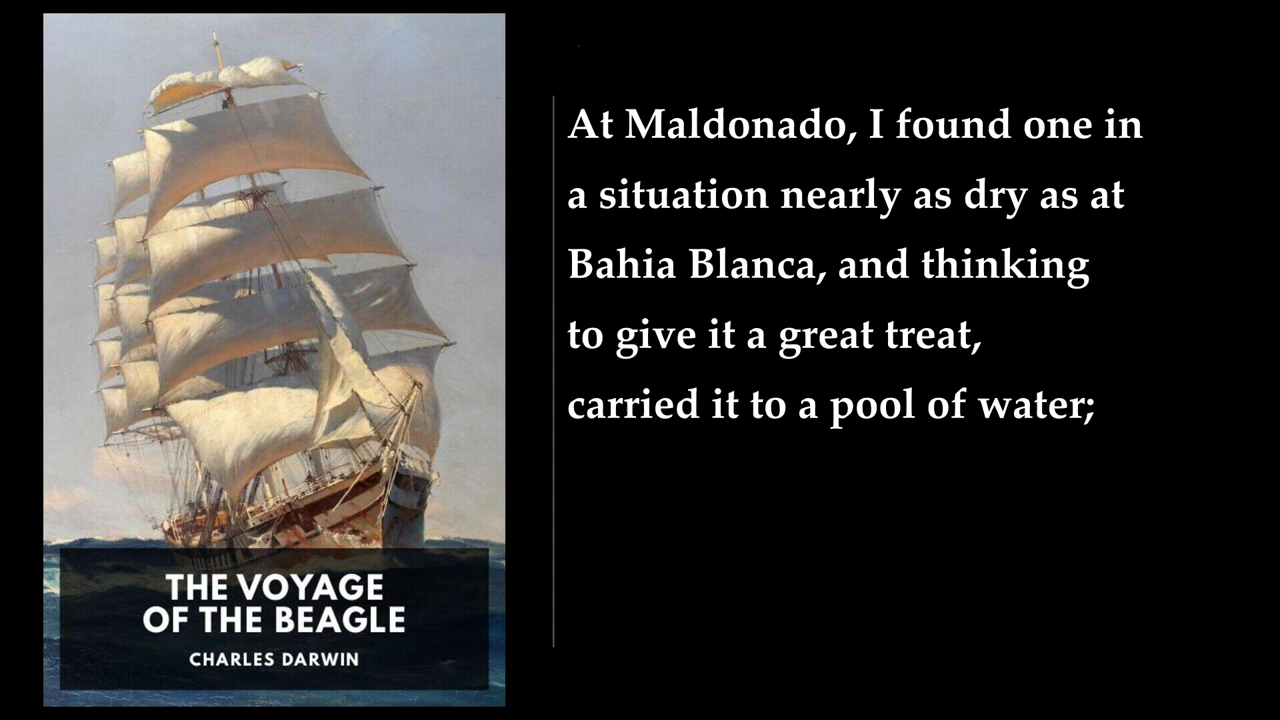 THE VOYAGE
OF THE BEAGLE
CHARLES DARWIN
At Maldonado, I found one in
a situation nearly as dry as at
Bahia Blanca, and thinking
to give it a great treat,
carried it to a pool of water;